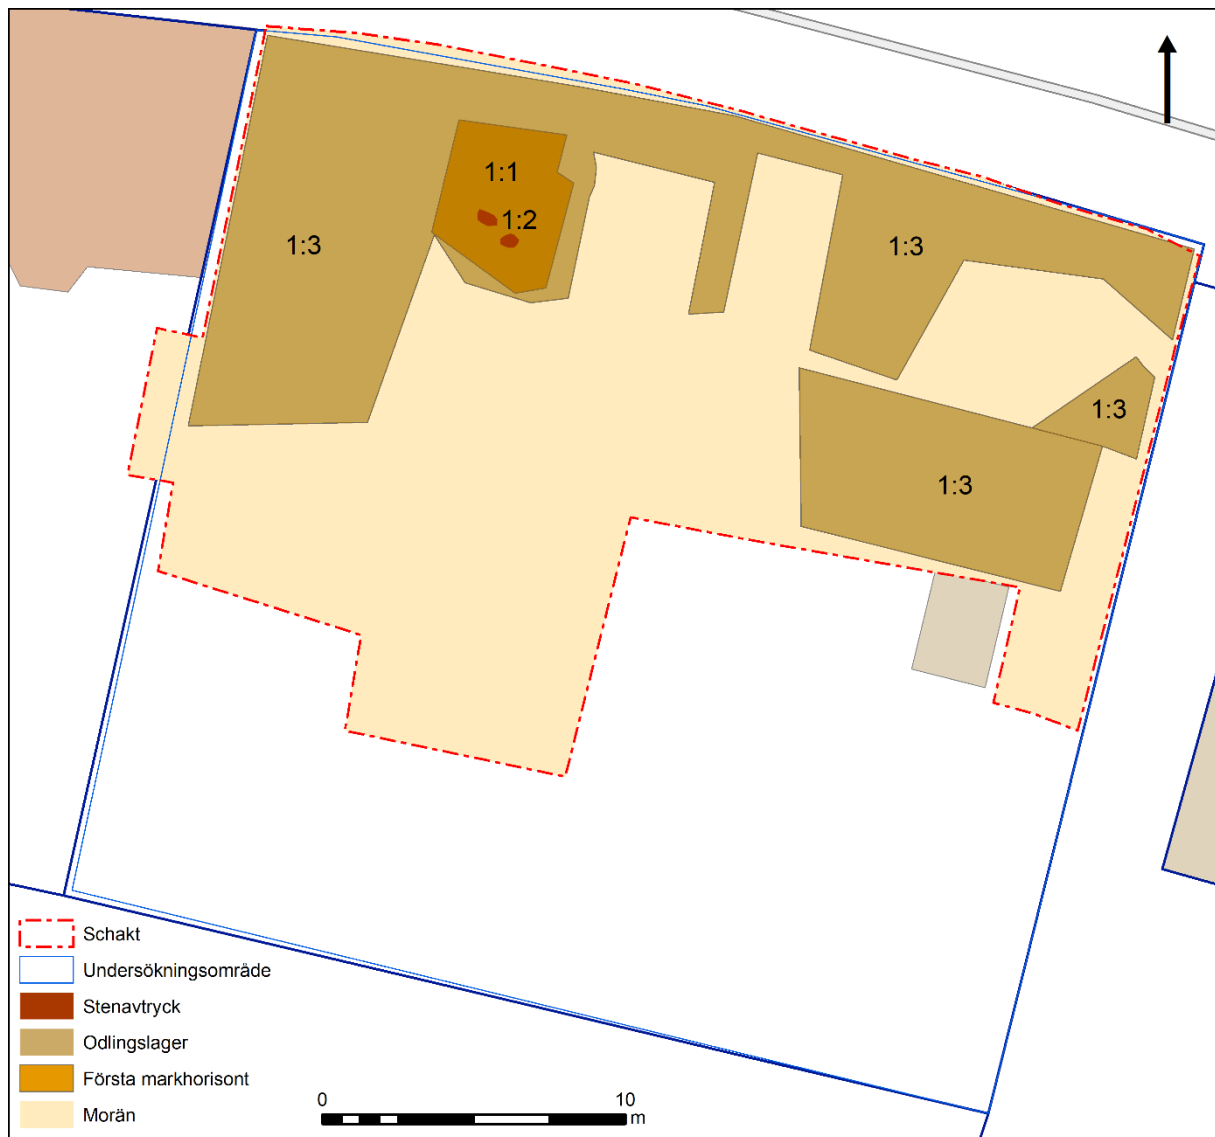 1:1
1:2
1:3
1:3
1:3
1:3
Schakt
Undersökningsområde
Stenavtryck
Odlingslager
Första markhorisont
Morän
0 10
m